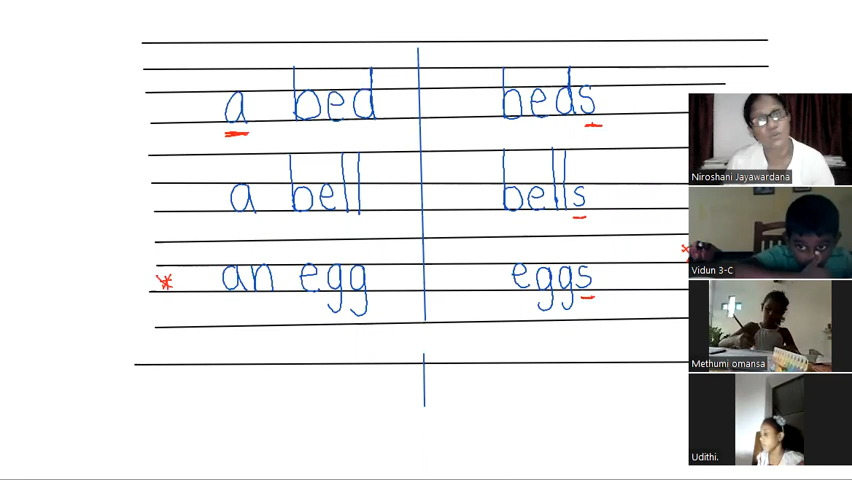 a bed beds
a bell bells
* an egg eggs *
Niroshani Jayawardana
Vidun 3-C
Methumi omansa
Udithi.